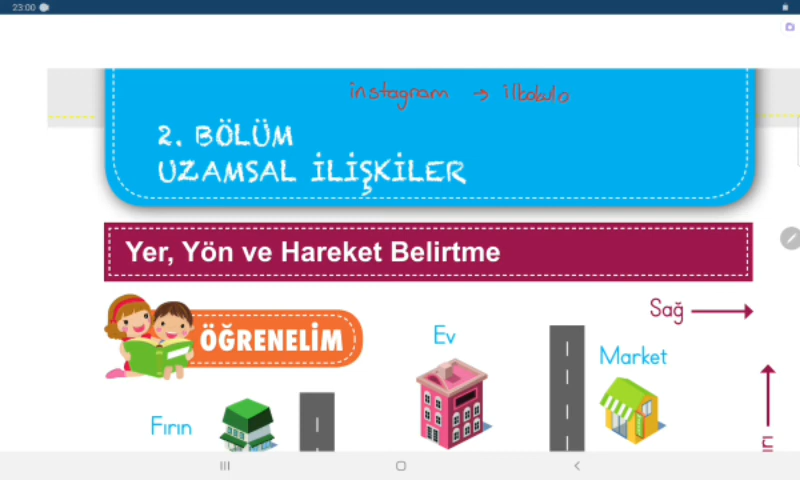 23:00
instagram → ilkokulo
2. BÖLÜM
UZAMSAL İLİŞKİLER
Yer, Yön ve Hareket Belirtme
Sağ
ÖĞRENELİM
Ev
Market
Fırın